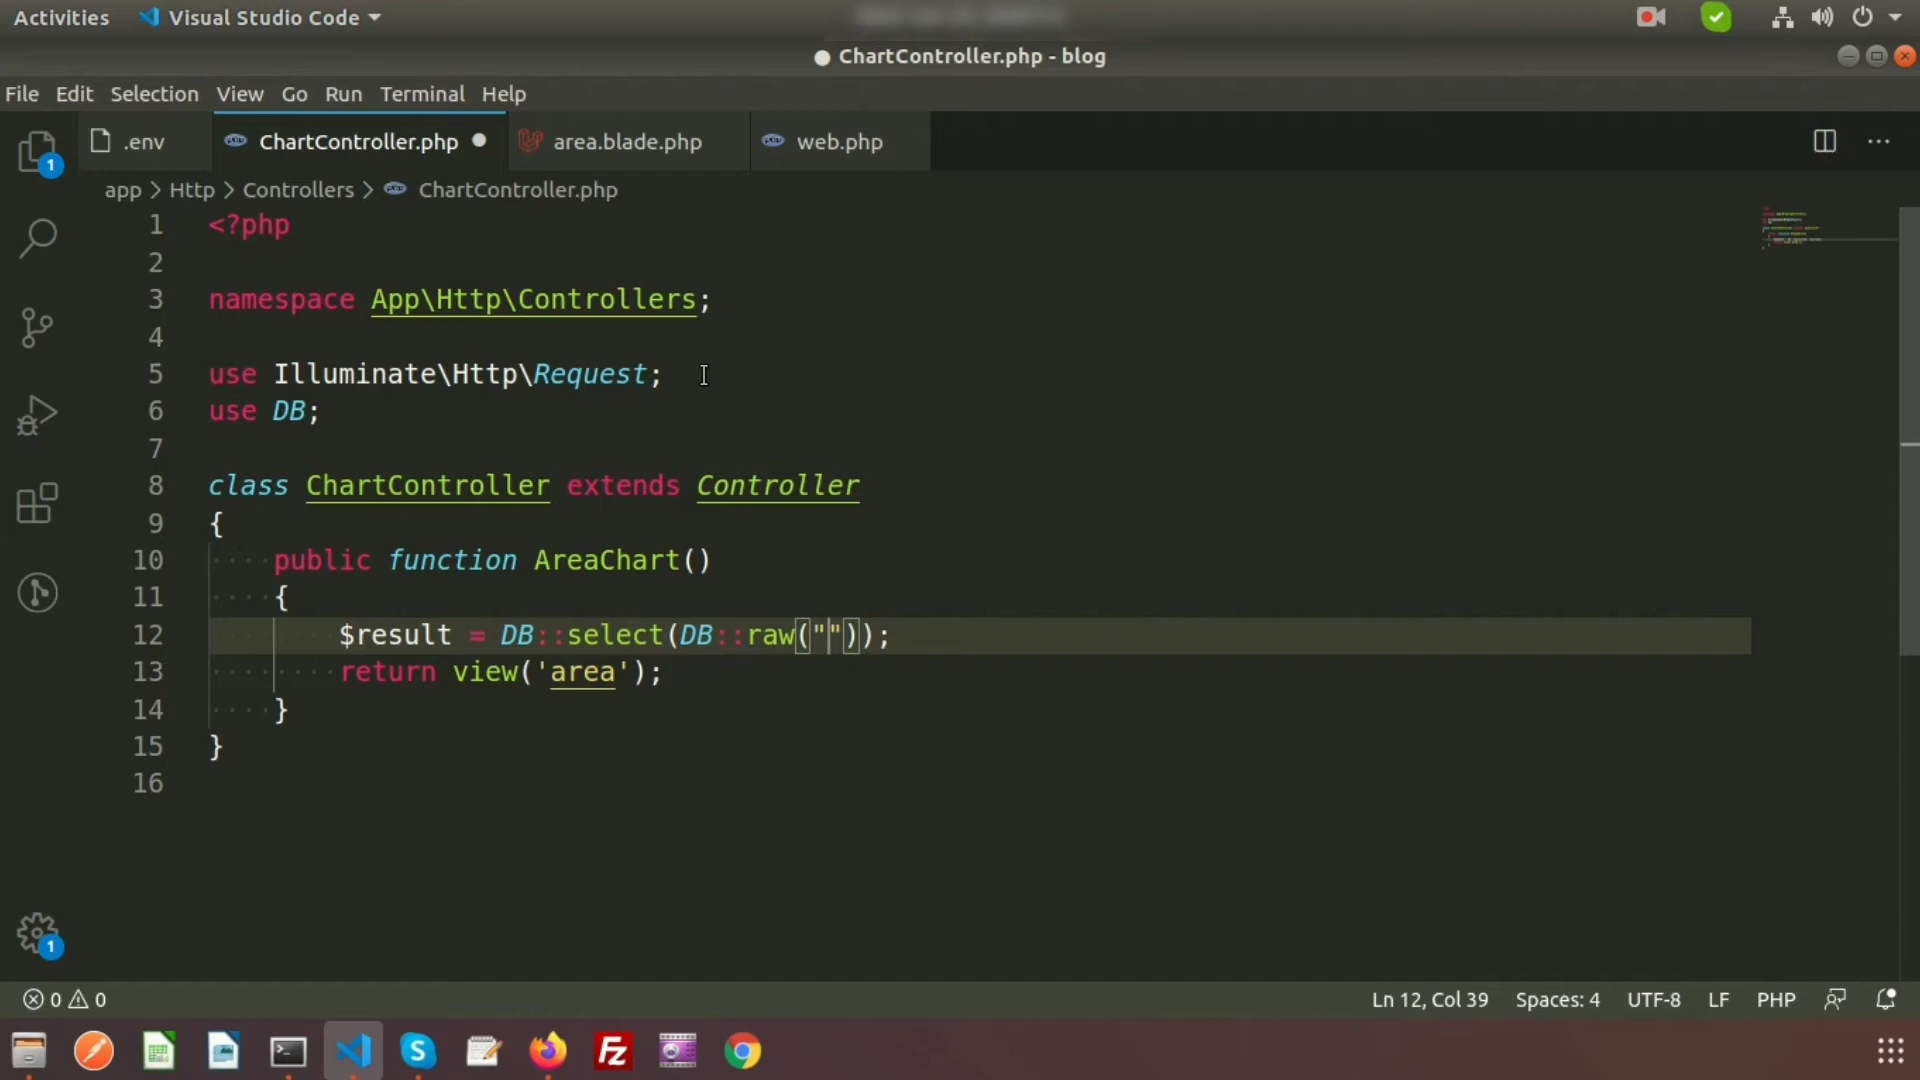 Activities Visual Studio Code
ChartController.php - blog
File Edit Selection View Go Run Terminal Help
.env ChartController.php area.blade.php web.php
app > Http > Controllers > ChartController.php
1 <?php
2
3 namespace App\Http\Controllers;
4
5 use Illuminate\Http\Request;
6 use DB;
7
8 class ChartController extends Controller
9 {
10 public function AreaChart()
11 {
12 $result = DB::select(DB::raw(""));
13 return view('area');
14 }
15 }
16
1
1
0 0 Ln 12, Col 39 Spaces: 4 UTF-8 LF PHP
S Fz